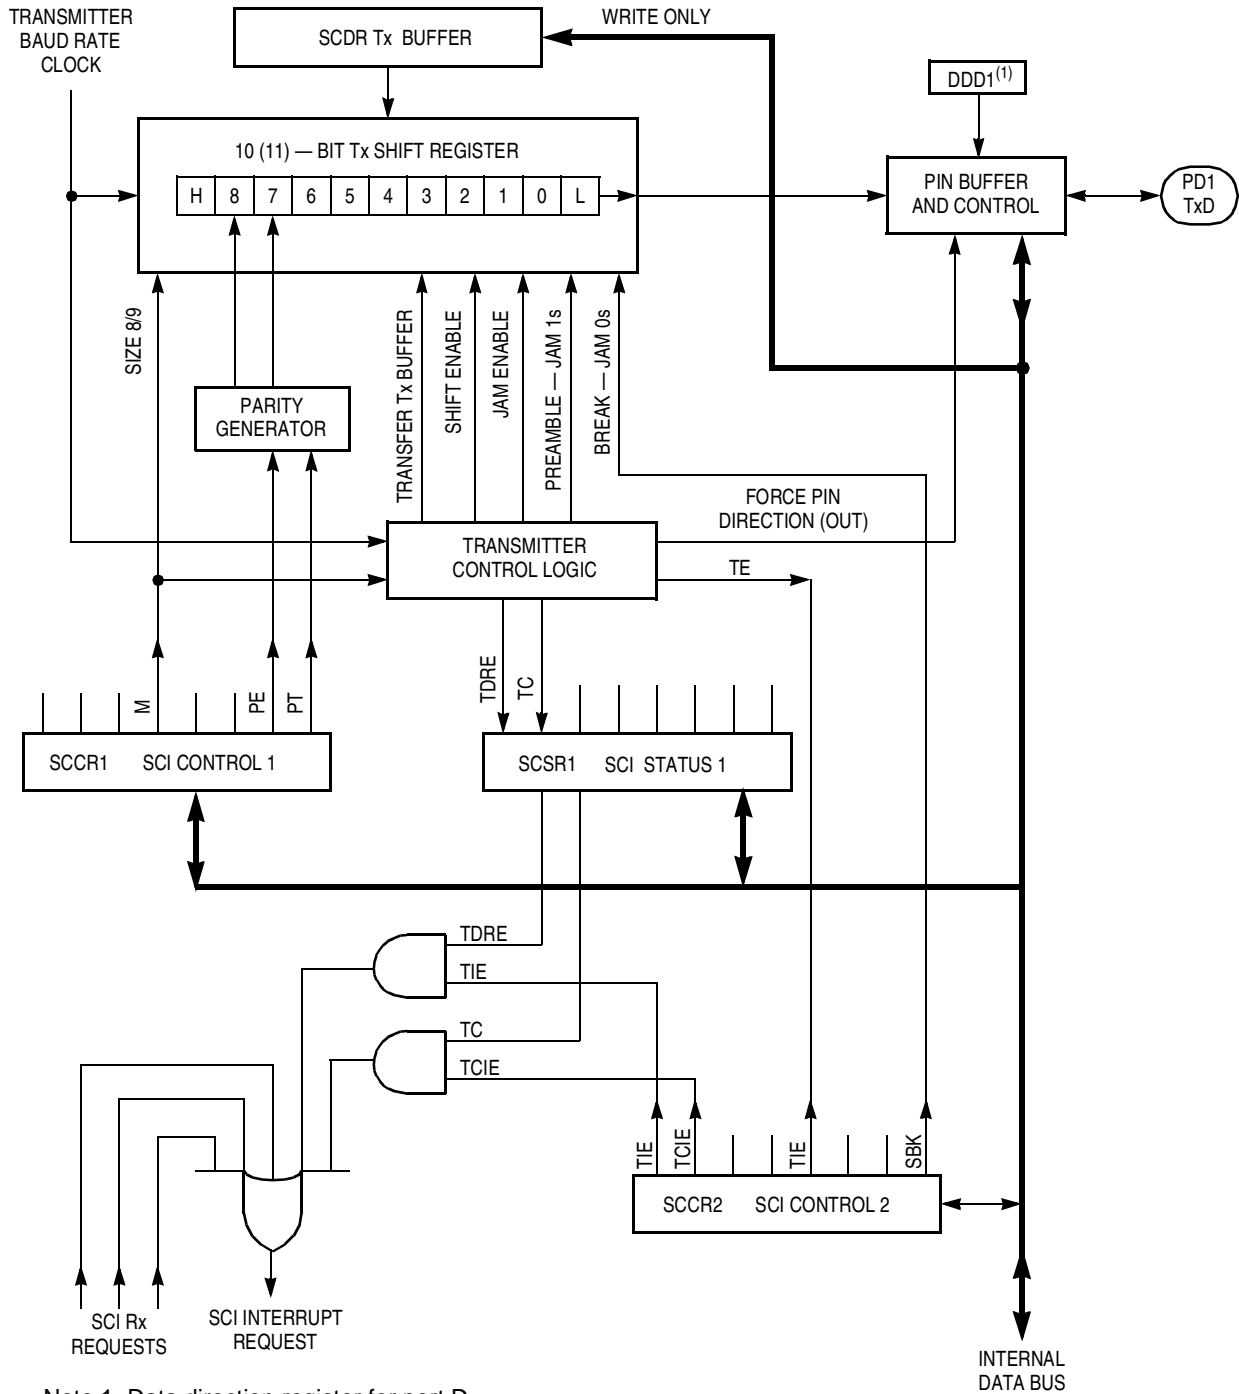 TRANSMITTER
BAUD RATE
CLOCK
SCDR Tx BUFFER
WRITE ONLY
DDD1(1)
10 (11) — BIT Tx SHIFT REGISTER
H 8 7 6 5 4 3 2 1 0 L
PIN BUFFER
AND CONTROL
PD1
TxD
SIZE 8/9
TRANSFER Tx BUFFER
SHIFT ENABLE
JAM ENABLE
PREAMBLE — JAM 1s
BREAK — JAM 0s
PARITY
GENERATOR
FORCE PIN
DIRECTION (OUT)
TRANSMITTER
CONTROL LOGIC
TE
TDRE
TC
M
PE
PT
SCCR1 SCI CONTROL 1
SCSR1 SCI STATUS 1
TDRE
TIE
TC
TCIE
TIE
TCIE
TIE
SBK
SCCR2 SCI CONTROL 2
SCI Rx
REQUESTS
SCI INTERRUPT
REQUEST
INTERNAL
DATA BUS
Note 1. Data direction register for port D